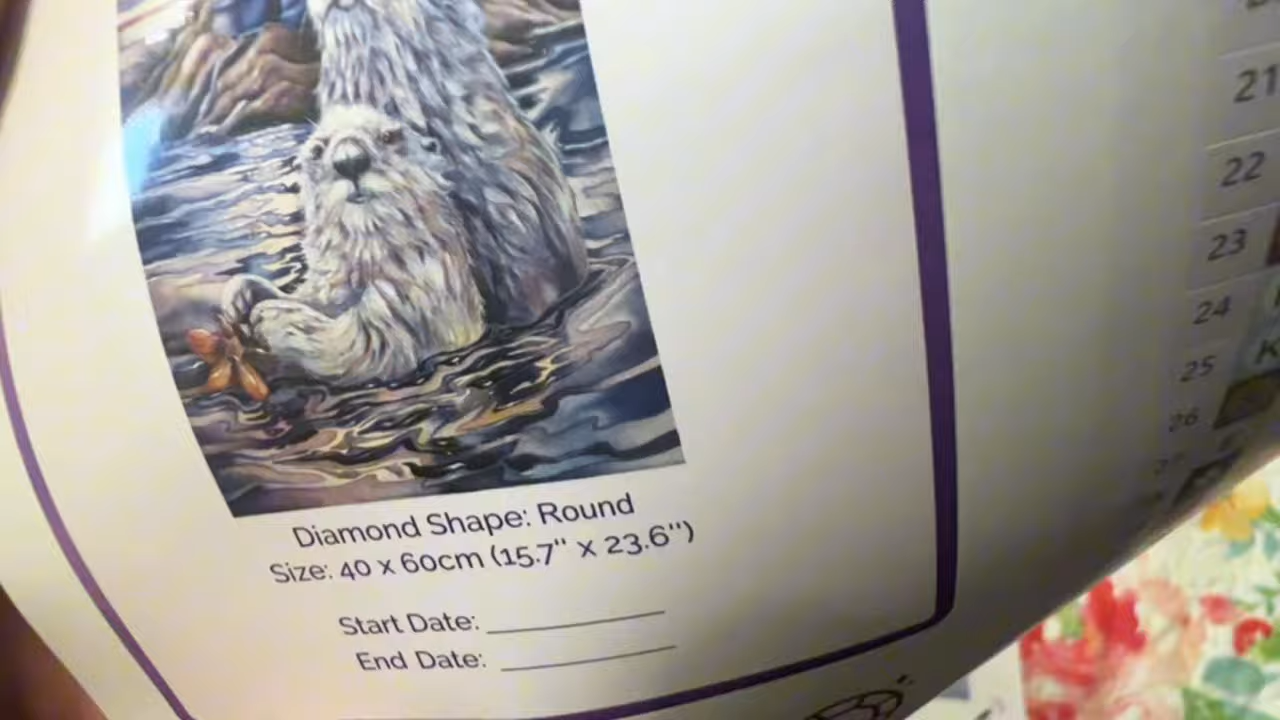 Diamond Shape: Round
Size: 40 x 60cm (15.7" x 23.6")
Start Date:
End Date:
21
22
23
24
25
26